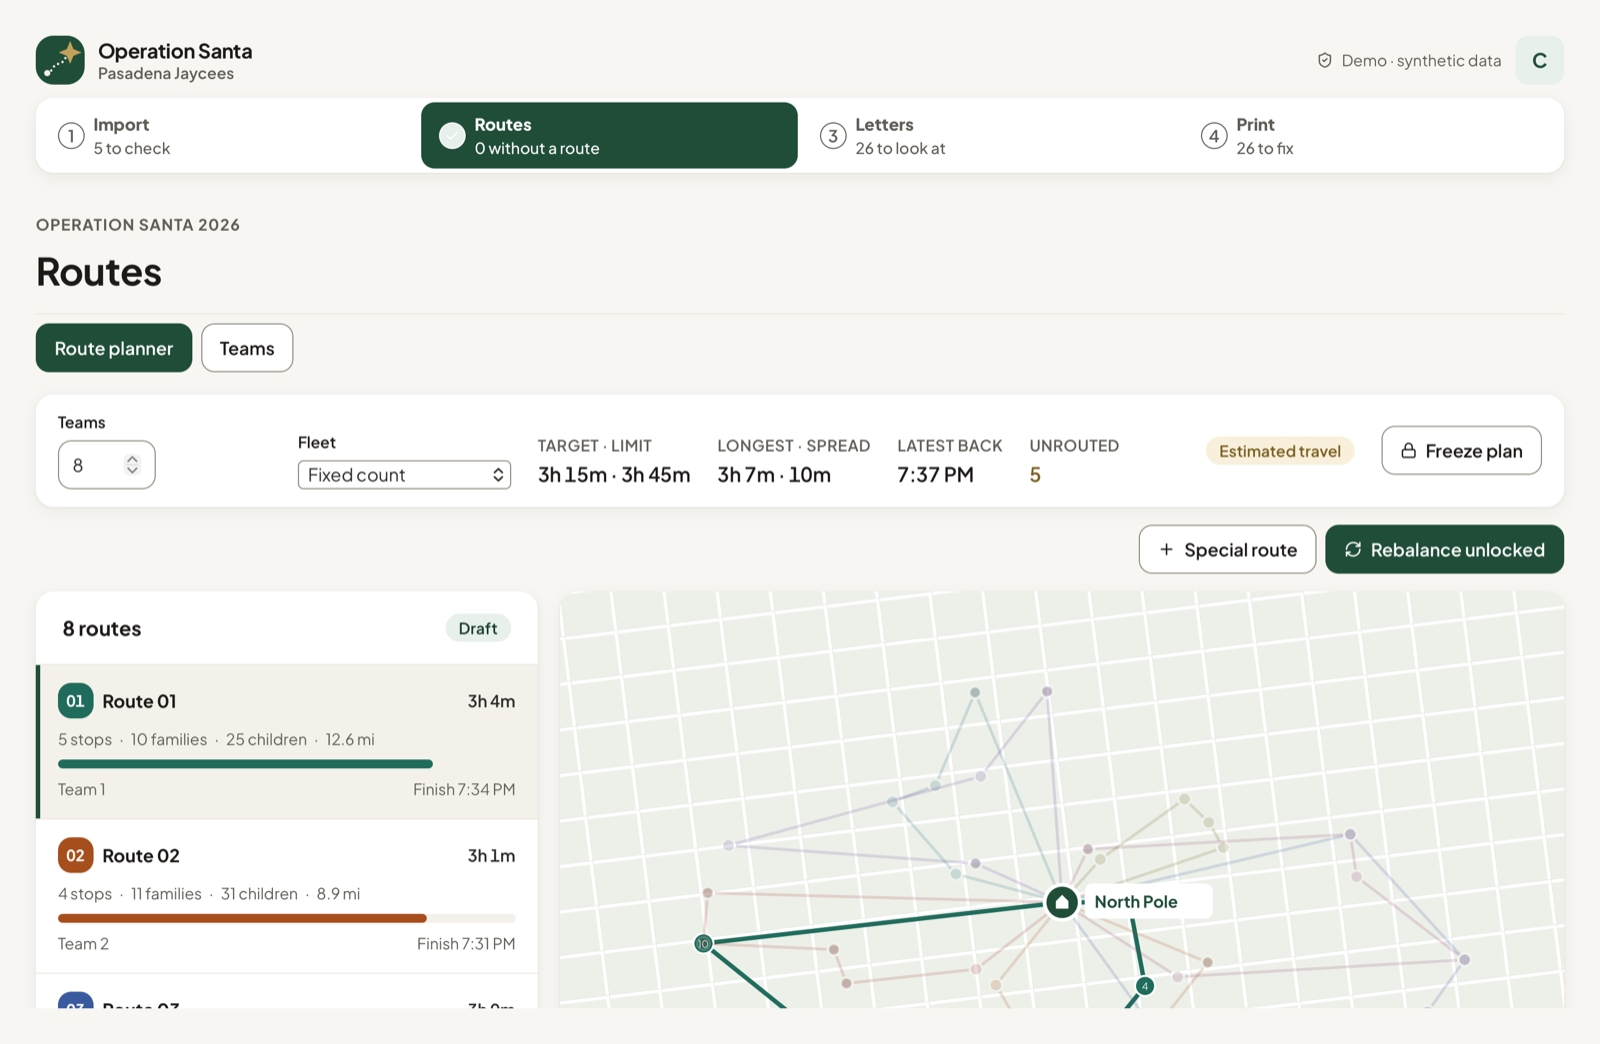 Operation Santa
Pasadena Jaycees
Demo · synthetic data
C
1
Import
5 to check
Routes
0 without a route
3
Letters
26 to look at
4
Print
26 to fix
OPERATION SANTA 2026
Routes
Route planner
Teams
Teams
8
Fleet
Fixed count
TARGET · LIMIT
3h 15m · 3h 45m
LONGEST · SPREAD
3h 7m · 10m
LATEST BACK
7:37 PM
UNROUTED
5
Estimated travel
Freeze plan
Special route
Rebalance unlocked
8 routes
Draft
01
Route 01
3h 4m
5 stops · 10 families · 25 children · 12.6 mi
Team 1
Finish 7:34 PM
02
Route 02
3h 1m
4 stops · 11 families · 31 children · 8.9 mi
Team 2
Finish 7:31 PM
03
Route 03
North Pole
10
4